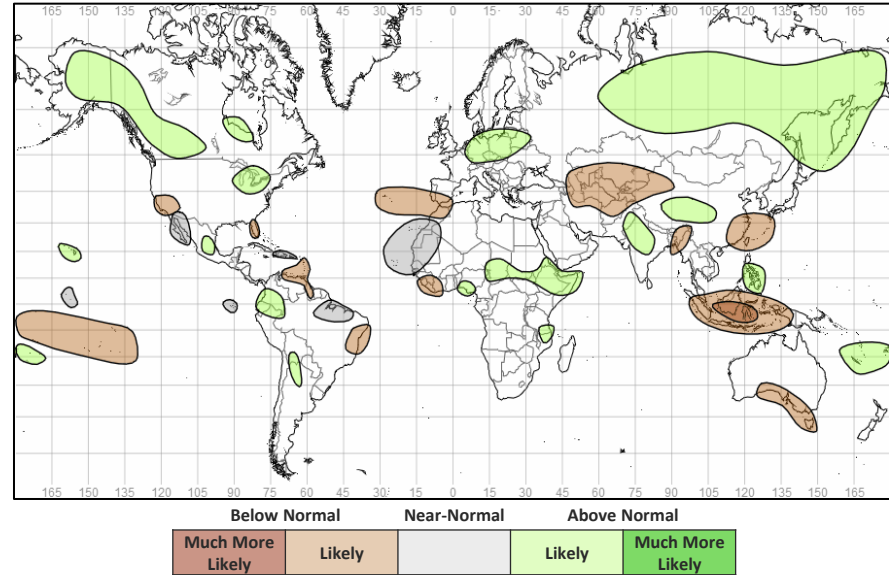 165 150 135 120 105 90 75 60 45 30 15 0 15 30 45 60 75 90 105 120 135 150 165
165 150 135 120 105 90 75 60 45 30 15 0 15 30 45 60 75 90 105 120 135 150 165
Below Normal Near-Normal Above Normal
Much More Likely Likely Much More
Likely Likely